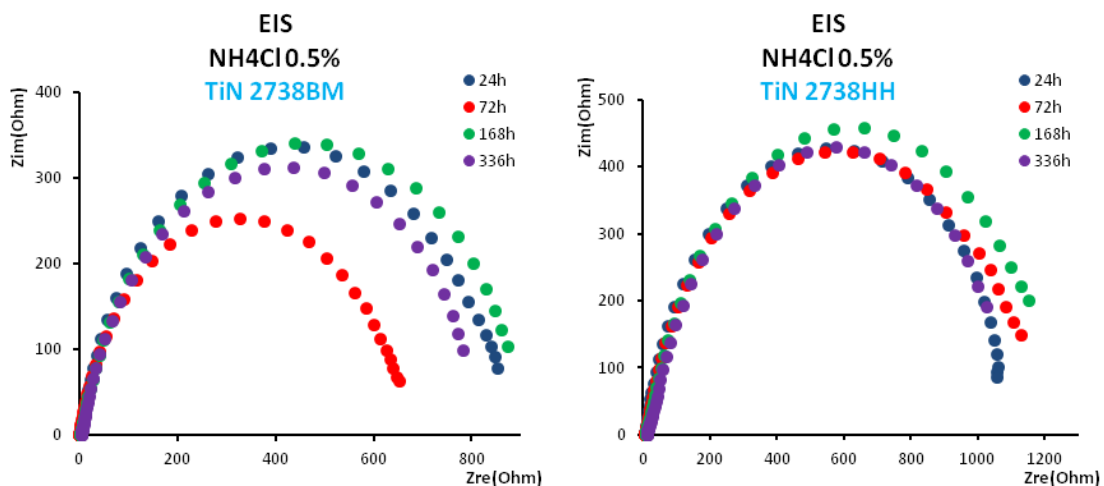 EIS
NH4Cl 0.5%
TiN 2738BM
24h
72h
168h
336h
Zim(Ohm)
400
300
200
100
0
0 200 400 600 800
Zre(Ohm)
EIS
NH4Cl 0.5%
TiN 2738HH
24h
72h
168h
336h
Zim(Ohm)
500
400
300
200
100
0
0 200 400 600 800 1000 1200
Zre(Ohm)